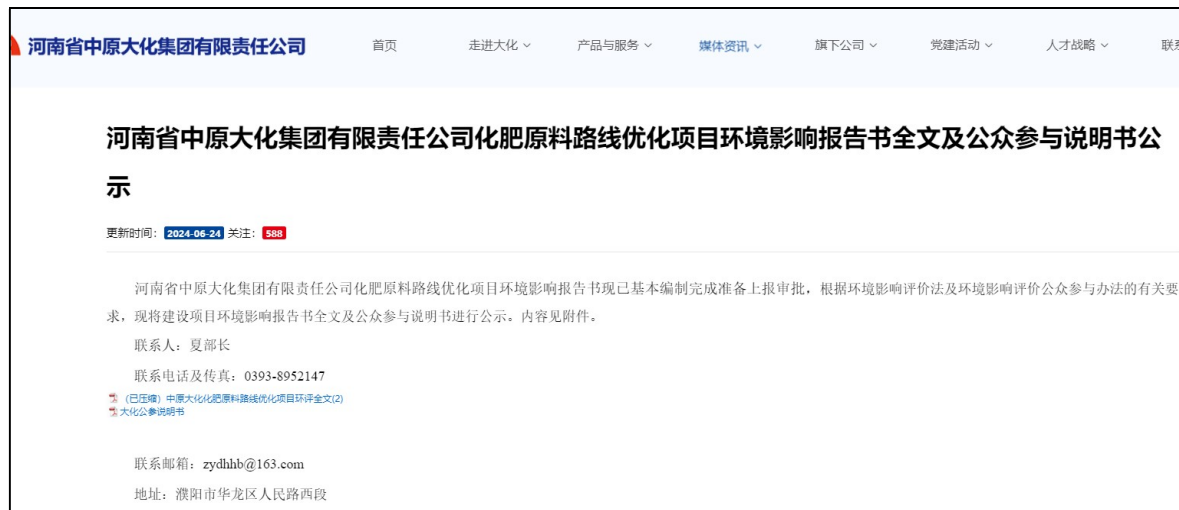 河南省中原大化集团有限责任公司 首页 走进大化 产品与服务 媒体资讯 旗下公司 党建活动 人才战略 联系
河南省中原大化集团有限责任公司化肥原料路线优化项目环境影响报告书全文及公众参与说明书公
示
更新时间：2024-06-24 关注：588
河南省中原大化集团有限责任公司化肥原料路线优化项目环境影响报告书现已基本编制完成准备上报审批，根据环境影响评价法及环境影响评价公众参与办法的有关要
求，现将建设项目环境影响报告书全文及公众参与说明书进行公示。内容见附件。
联系人：夏部长
联系电话及传真：0393-8952147
（已压缩）中原大化化肥原料路线优化项目环评全文(2)
大化公参说明书
联系邮箱：zydhhb@163.com
地址：濮阳市华龙区人民路西段